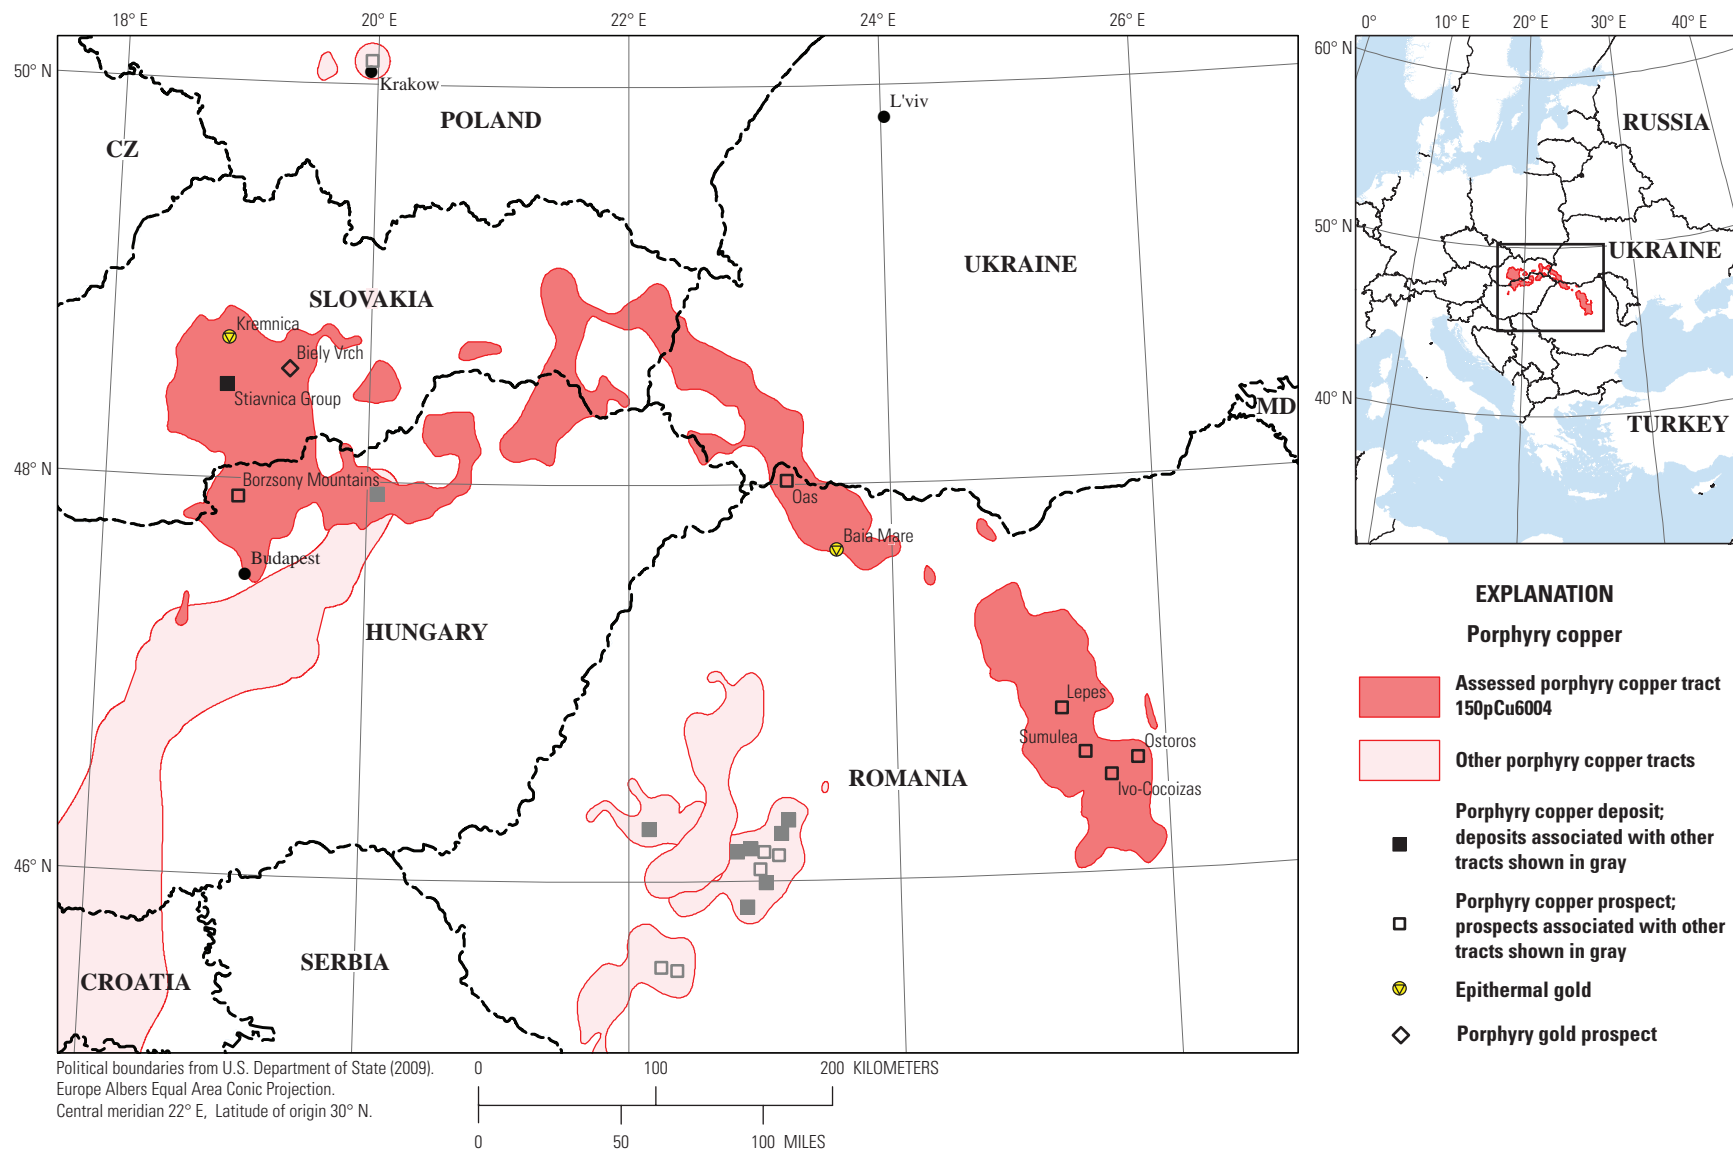 18° E
20° E
22° E
24° E
26° E
50° N
48° N
46° N
Krakow
POLAND
L'viv
CZ
UKRAINE
SLOVAKIA
Kremnica
Biely Vrch
Stiavnica Group
MD
Borzsony Mountains
Oas
Baia Mare
Budapest
HUNGARY
Lepes
Sumulea
Ostoros
Ivo-Cocoizas
ROMANIA
SERBIA
CROATIA
0°
10° E
20° E
30° E
40° E
60° N
50° N
40° N
RUSSIA
UKRAINE
TURKEY
EXPLANATION
Porphyry copper
Assessed porphyry copper tract
150pCu6004
Other porphyry copper tracts
Porphyry copper deposit;
deposits associated with other
tracts shown in gray
Porphyry copper prospect;
prospects associated with other
tracts shown in gray
Epithermal gold
Porphyry gold prospect
Political boundaries from U.S. Department of State (2009).
Europe Albers Equal Area Conic Projection.
Central meridian 22° E, Latitude of origin 30° N.
0 100 200 KILOMETERS
0 50 100 MILES